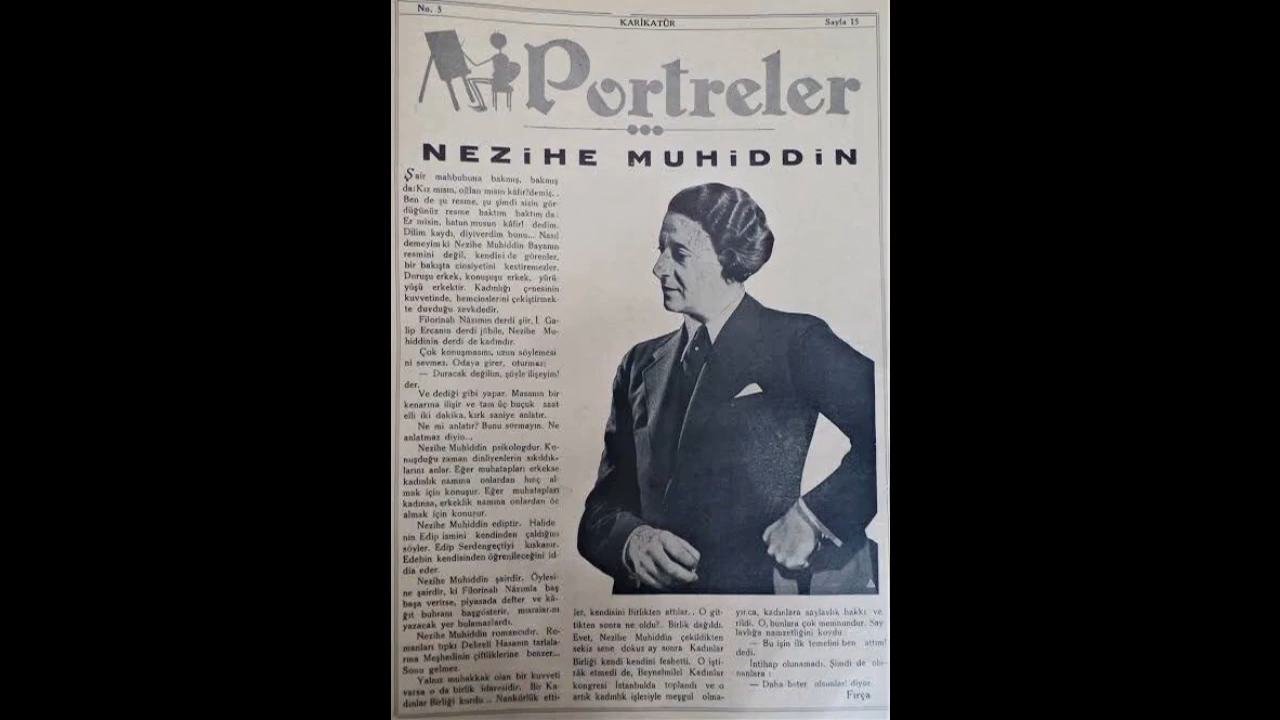 No. 5
KARİKATÜR
Sayfa 15
Portreler
NEZİHE MUHİDDİN
Şair mahbubuna bakmış, bakmış
da: Kız mısın, oğlan mısın kâfir? demiş..
Ben de şu resme, şu şimdi sizin gör-
düğünüz resme baktım baktım da:
Er misin, hatun musun kâfir! dedim.
Dilim kaydı, diyiverdim bunu... Nasıl
demeyim ki Nezihe Muhiddin Bayanın
resmini değil, kendini de görenler,
bir bakışta cinsiyetini kestiremezler.
Duruşu erkek, konuşuşu erkek, yürü-
yüşü erkektir. Kadınlığı çenesinin
kuvvetinde, hemcinslerini çekiştirmek-
te duyduğu zevkdedir.
Filorinalı Nâzımın derdi şiir, İ. Ga-
lip Ercanın derdi jübile, Nezihe Mu-
hiddinin derdi de kadındır.
Çok konuşmasını, uzun söylemesi
ni sevmez. Odaya girer, oturmaz:
— Duracak değilim, şöyle ilişeyim!
der.
Ve dediği gibi yapar. Masanın bir
kenarına ilişir ve tam üç buçuk saat
elli iki dakika, kırk saniye anlatır.
Ne mi anlatır? Bunu sormayın. Ne
anlatmaz diyin...
Nezihe Muhiddin psikologdur. Ko-
nuşduğu zaman dinliyenlerin sıkıldık-
larını anlar. Eğer muhatapları erkekse
kadınlık namına onlardan hınç al-
mak için konuşur. Eğer muhatapları
kadınsa, erkeklik namına onlardan öc
almak için konuşur.
Nezihe Muhiddin ediptir. Halide
nin Edip ismini kendinden çaldığını
söyler. Edip Serdengeçtiyi kıskanır.
Edebin kendisinden öğrenileceğini id-
dia eder.
Nezihe Muhiddin şairdir. Öylesi-
ne şairdir, ki Filorinalı Nâzımla baş
başa verirse, piyasada defter ve kâ-
ğıt buhranı başgösterir, mısralarını
yazacak yer bulamazlardı.
Nezihe Muhiddin romancıdır. Ro-
manları tıpkı Delizeli Hasanın tarlala-
rına Meşhedinin çiftliklerine benzer...
Sonu gelmez.
Yalnız muhakkak olan bir kuvveti
varsa o da birlik idaresidir. Bir Ka-
dınlar Birliği kurdu... Nankörlük etti-
ler, kendisini Birlikten attılar.. O git-
tikten sonra ne oldu?.. Birlik değıldı.
Evet, Nezihe Muhiddin çekildikten
sekiz sene dokuz ay sonra Kadınlar
Birliği kendi kendini feshetti. O işti-
râk etmedi de, Beynelmilel Kadınlar
kongresi İstanbulda toplandı ve o
artık kadınlık işleriyle meşgul olma-
yınca, kadınlara saylavlık hakkı ve
rildi. O, bunlara çok memnundur. Say
lavlığa namzetliğini koydu
— Bu işin ilk temelini ben attım!
dedi.
İntihap olunamadı. Şimdi de olu-
nanlara :
— Daha beter olsunlar! diyor.
Fırça